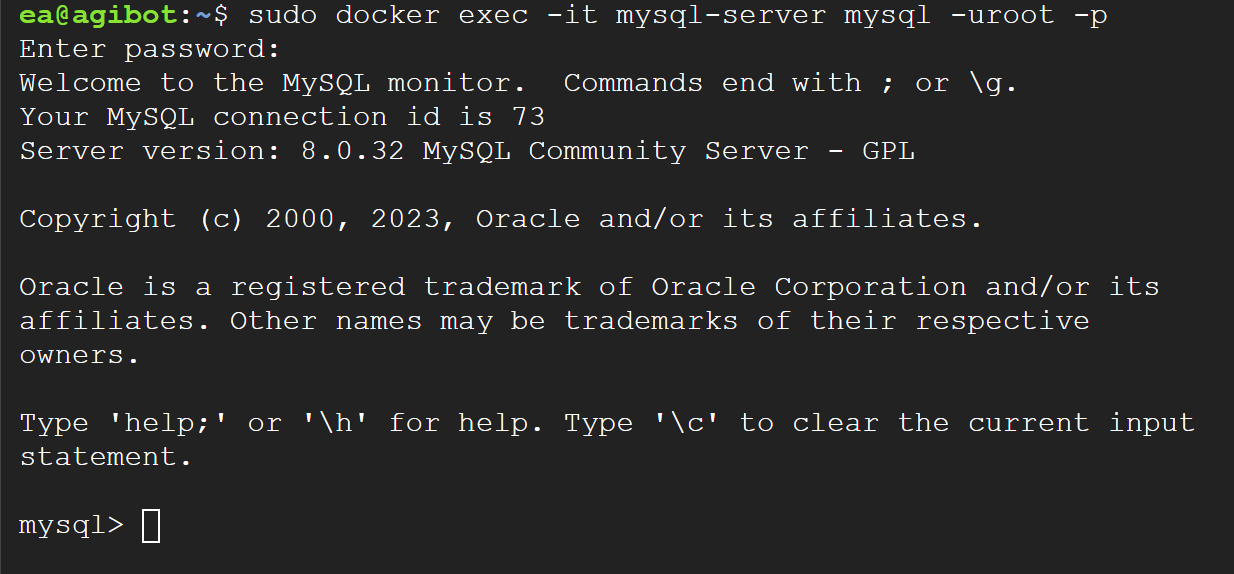 ea@agibot:~$ sudo docker exec -it mysql-server mysql -uroot -p
Enter password:
Welcome to the MySQL monitor.  Commands end with ; or \g.
Your MySQL connection id is 73
Server version: 8.0.32 MySQL Community Server - GPL
Copyright (c) 2000, 2023, Oracle and/or its affiliates.
Oracle is a registered trademark of Oracle Corporation and/or its
affiliates. Other names may be trademarks of their respective
owners.
Type 'help;' or '\h' for help. Type '\c' to clear the current input
statement.
mysql>